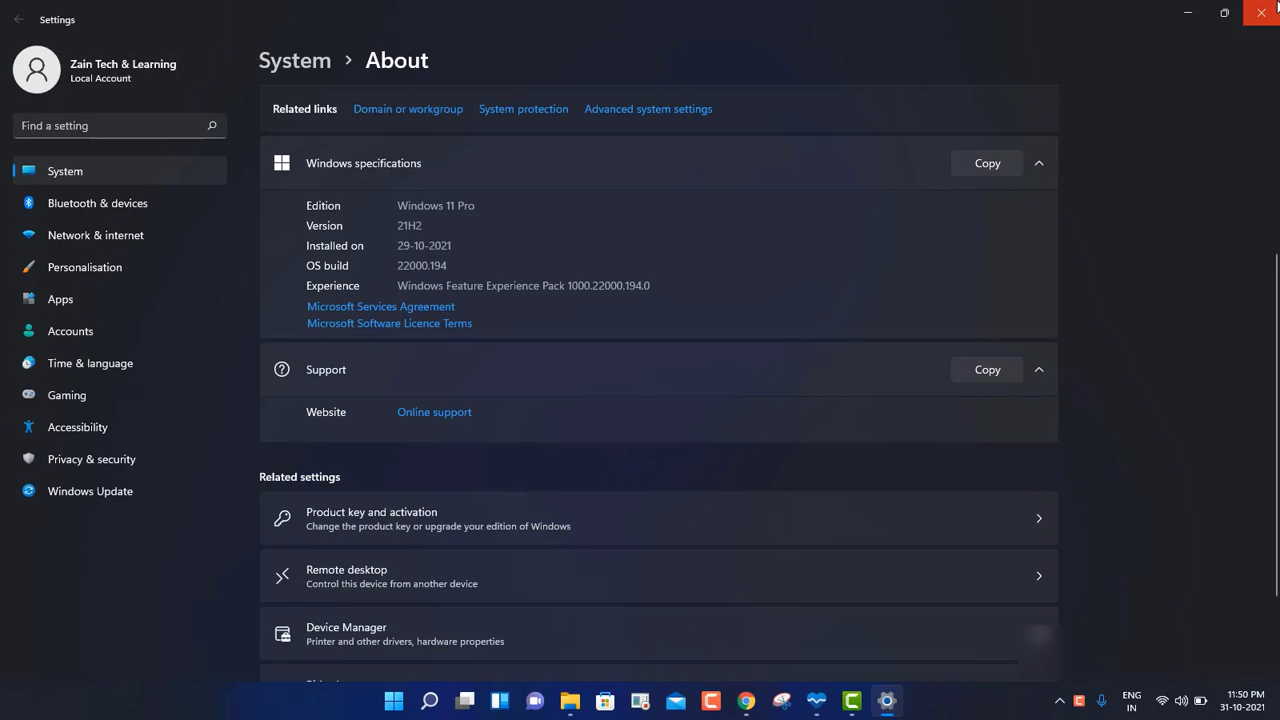 Settings
Zain Tech & Learning
Local Account
Find a setting
System
Bluetooth & devices
Network & internet
Personalisation
Apps
Accounts
Time & language
Gaming
Accessibility
Privacy & security
Windows Update
System > About
Related links Domain or workgroup System protection Advanced system settings
Windows specifications Copy
Edition Windows 11 Pro
Version 21H2
Installed on 29-10-2021
OS build 22000.194
Experience Windows Feature Experience Pack 1000.22000.194.0
Microsoft Services Agreement
Microsoft Software Licence Terms
Support Copy
Website Online support
Related settings
Product key and activation
Change the product key or upgrade your edition of Windows
Remote desktop
Control this device from another device
Device Manager
Printer and other drivers, hardware properties
ENG
IN
11:50 PM
31-10-2021